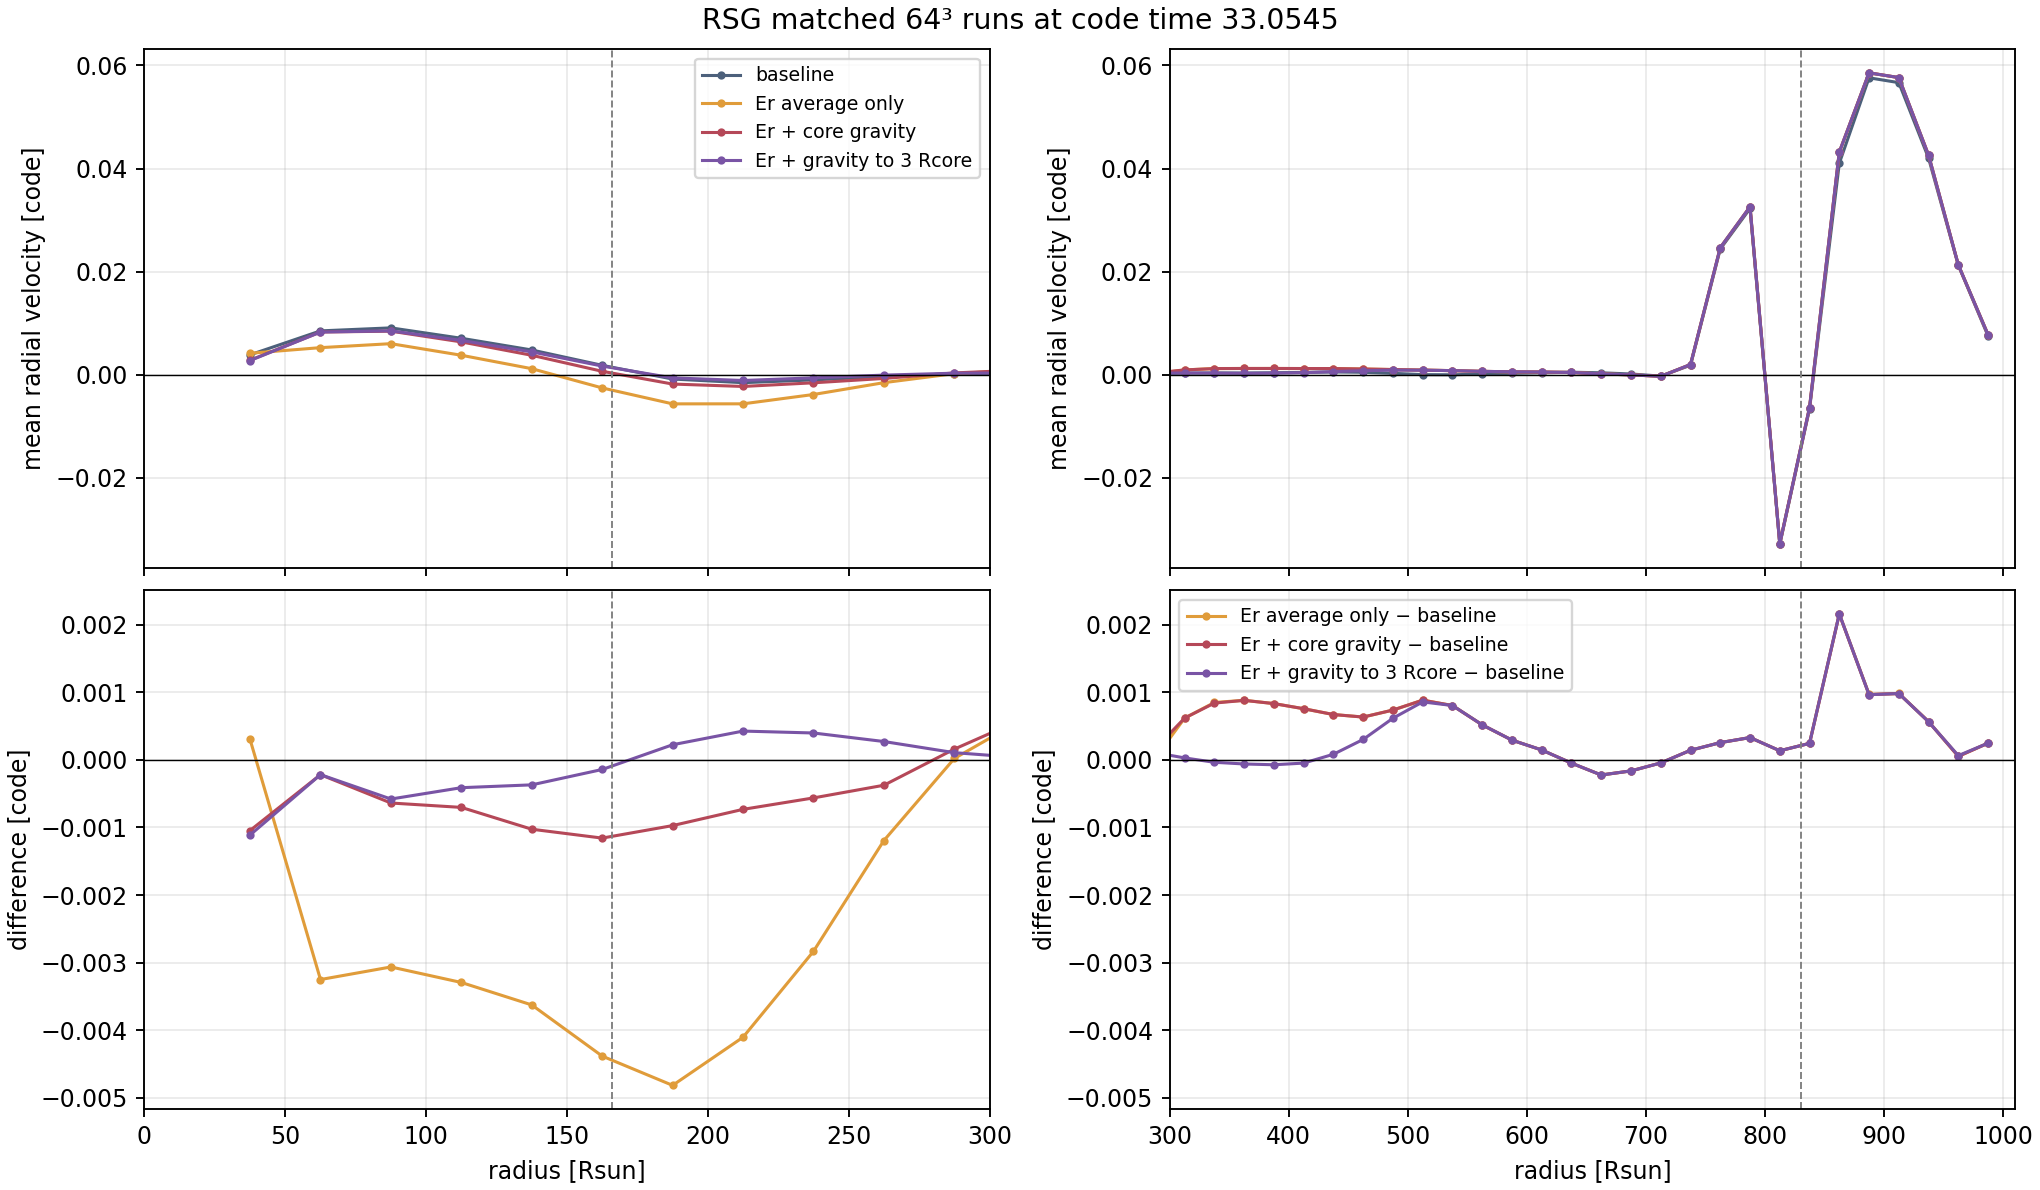 RSG matched 64³ runs at code time 33.0545
0.06
0.04
0.02
0.00
−0.02
mean radial velocity [code]
baseline
Er average only
Er + core gravity
Er + gravity to 3 Rcore
0.06
0.04
0.02
0.00
−0.02
mean radial velocity [code]
0.002
0.001
0.000
−0.001
−0.002
−0.003
−0.004
−0.005
difference [code]
0 50 100 150 200 250 300
radius [Rsun]
0.002
0.001
0.000
−0.001
−0.002
−0.003
−0.004
−0.005
difference [code]
Er average only − baseline
Er + core gravity − baseline
Er + gravity to 3 Rcore − baseline
300 400 500 600 700 800 900 1000
radius [Rsun]